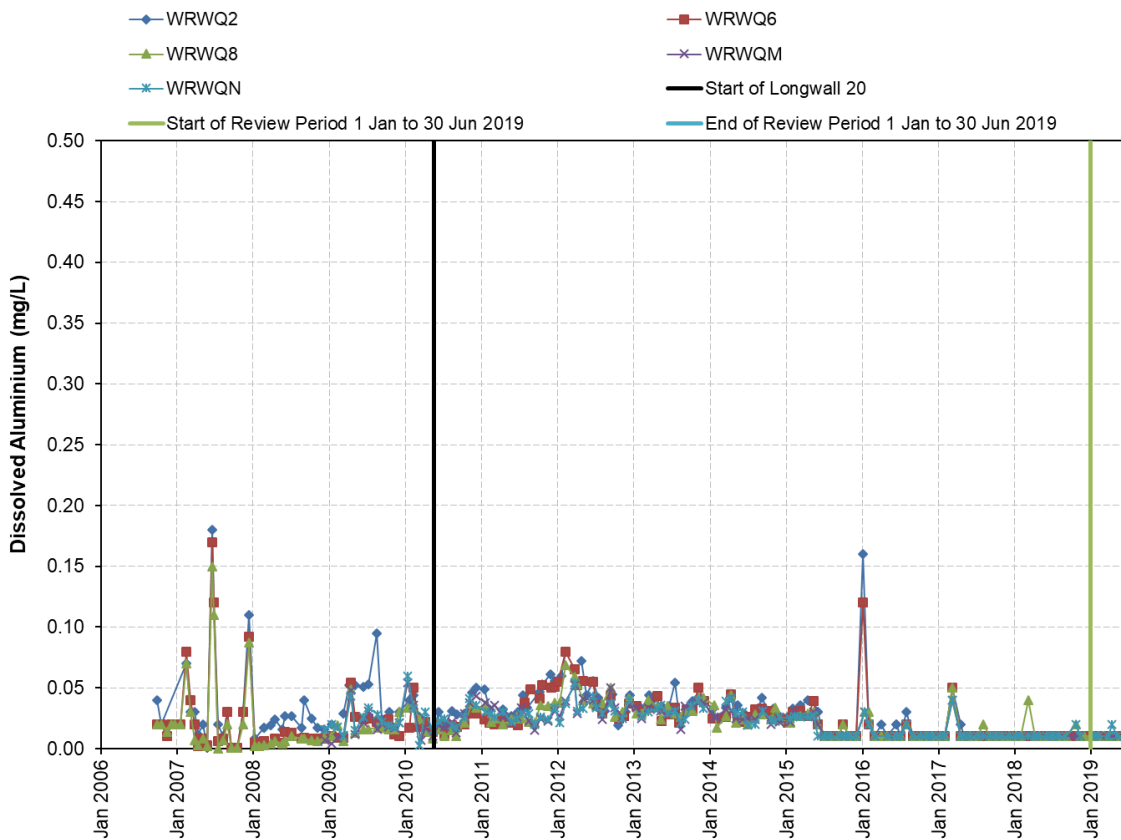 WRWQ2 WRWQ6
WRWQ8 WRWQM
WRWQN Start of Longwall 20
Start of Review Period 1 Jan to 30 Jun 2019 End of Review Period 1 Jan to 30 Jun 2019
0.50
0.45
0.40
0.35
0.30
0.25
0.20
0.15
0.10
0.05
0.00
Dissolved Aluminium (mg/L)
Jan 2006
Jan 2007
Jan 2008
Jan 2009
Jan 2010
Jan 2011
Jan 2012
Jan 2013
Jan 2014
Jan 2015
Jan 2016
Jan 2017
Jan 2018
Jan 2019